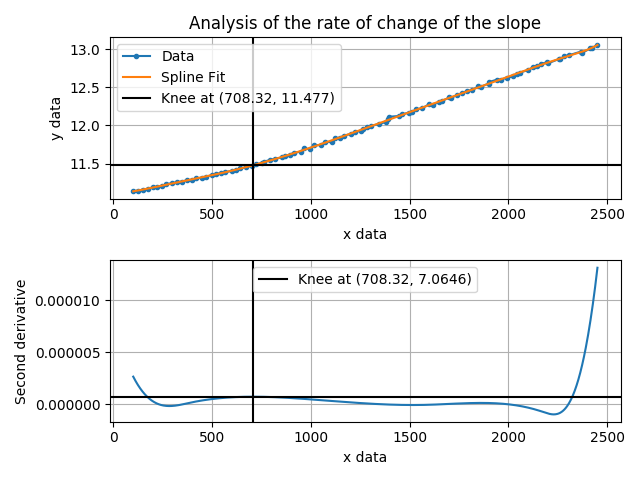 Analysis of the rate of change of the slope
13.0
12.5
12.0
11.5
y data
Data
Spline Fit
Knee at (708.32, 11.477)
0 500 1000 1500 2000 2500
x data
0.000010
0.000005
0.000000
Second derivative
Knee at (708.32, 7.0646)
0 500 1000 1500 2000 2500
x data